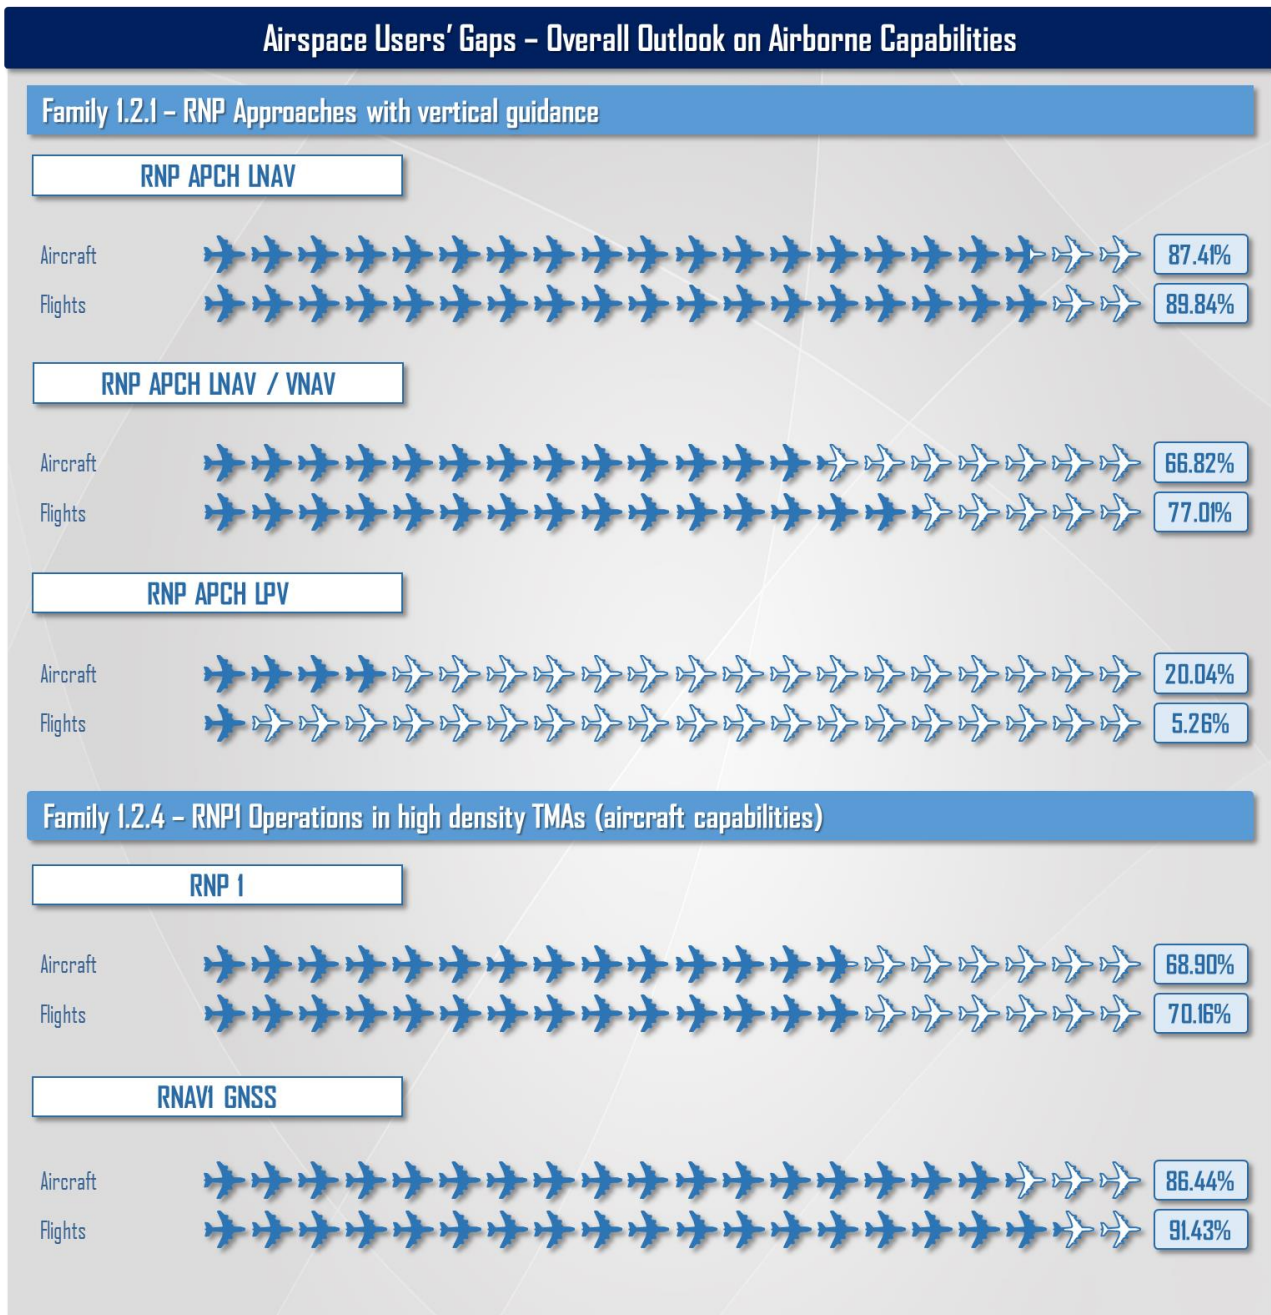 Airspace Users' Gaps – Overall Outlook on Airborne Capabilities
Family 1.2.1 – RNP Approaches with vertical guidance
RNP APCH LNAV
Aircraft 87.41%
Flights 89.84%
RNP APCH LNAV / VNAV
Aircraft 66.82%
Flights 77.01%
RNP APCH LPV
Aircraft 20.04%
Flights 5.26%
Family 1.2.4 – RNP1 Operations in high density TMAs (aircraft capabilities)
RNP 1
Aircraft 68.90%
Flights 70.16%
RNAV1 GNSS
Aircraft 86.44%
Flights 91.43%